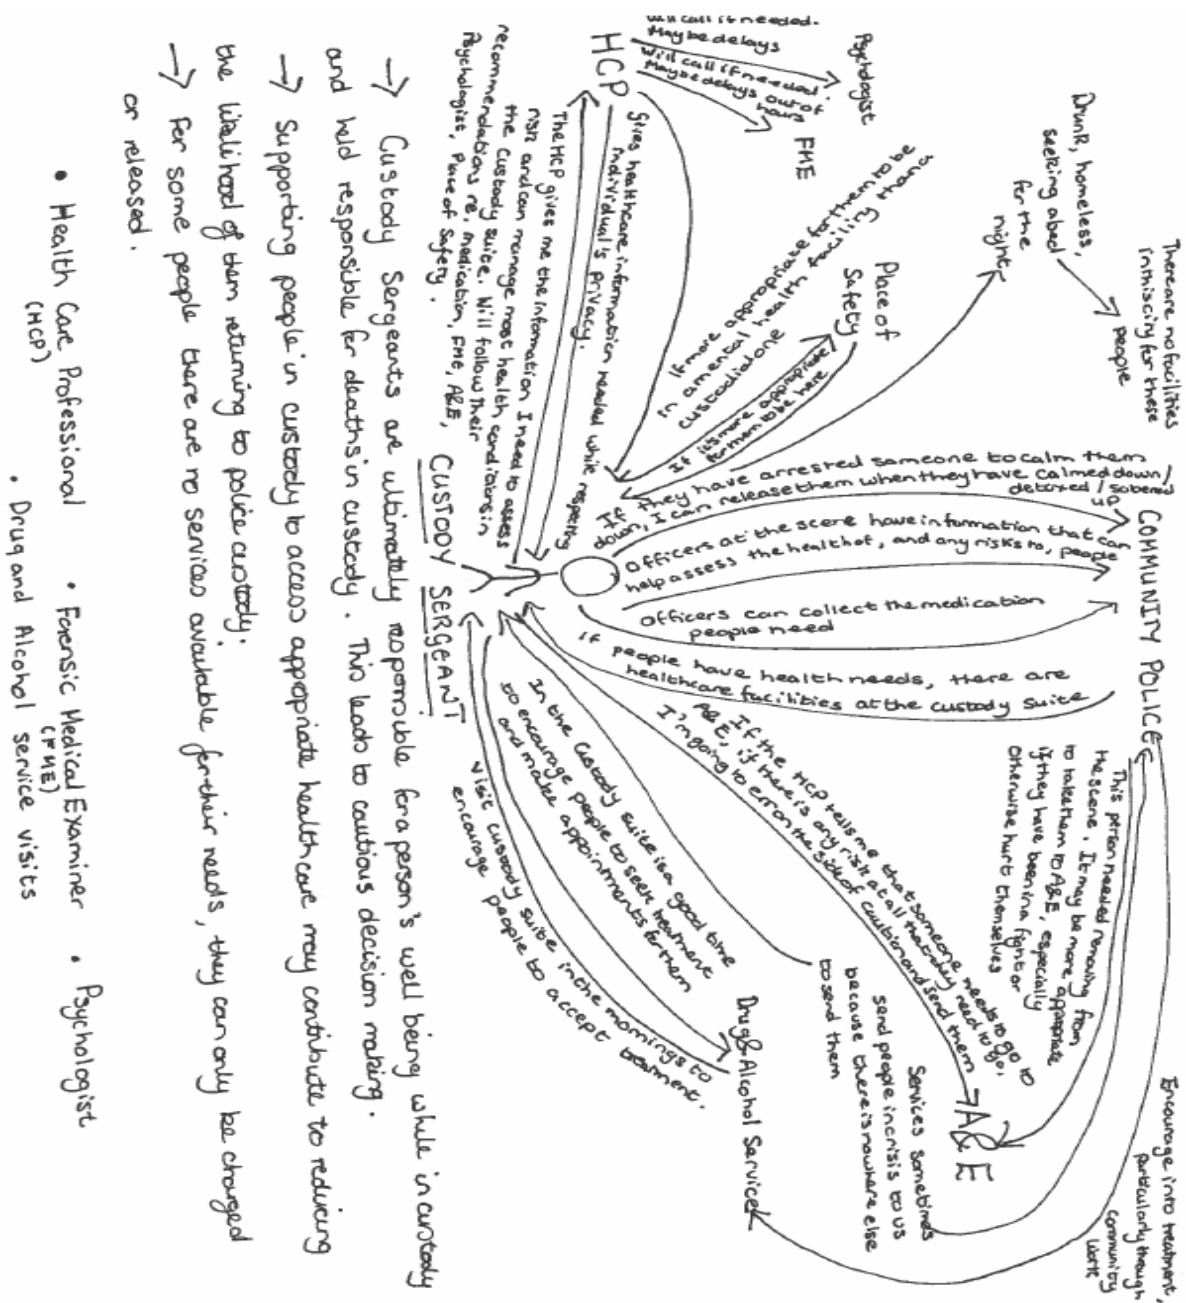 There are no facilities
in this city for these
people
Drunk, homeless,
seeking a bed
for the
night
Psychologist
Will call if needed.
Maybe delays
Will call if needed.
Maybe delays out of
hours
FME
HCP
Place of
Safety
If more appropriate for them to be
in a mental health facility than a
custodial one
If it's more appropriate
for them to be here
Gives healthcare information needed while respecting
individual's privacy.
The HCP gives me the information I need to assess
risk and can manage most health conditions in
the custody suite. Will follow their
recommendations re. medication, FME, A&E,
Psychologist, Place of Safety.
COMMUNITY POLICE
If they have arrested someone to calm them
down, I can release them when they have calmed down/
detoxed / sobered
up
Officers at the scene have information that can
help assess the health of, and any risks to, people
Officers can collect the medication
people need
If people have health needs, there are
healthcare facilities at the custody suite
CUSTODY SERGEANT
This person needed removing from
the scene. It may be more appropriate
to take them to A&E, especially
if they have been in a fight or
otherwise hurt themselves
If the HCP tells me that someone needs to go to
A&E, if there is any risk at all that they need to go,
I'm going to err on the side of caution and send them
A&E
Services sometimes
send people in crisis to us
because there is nowhere else
to send them
Encourage into treatment,
particularly through
community
work
Drug & Alcohol Service
In the custody suite is a good time
to encourage people to seek treatment
and make appointments for them
Visit custody suite in the mornings to
encourage people to accept treatment.
→ Custody Sergeants are ultimately responsible for a person's well being while in custody
and held responsible for deaths in custody. This leads to cautious decision making.
→ Supporting people in custody to access appropriate healthcare may contribute to reducing
the likelihood of them returning to police custody.
→ For some people there are no services available for their needs, they can only be charged
or released.
• Health Care Professional • Forensic Medical Examiner • Psychologist
(HCP) (FME)
• Drug and Alcohol service visits